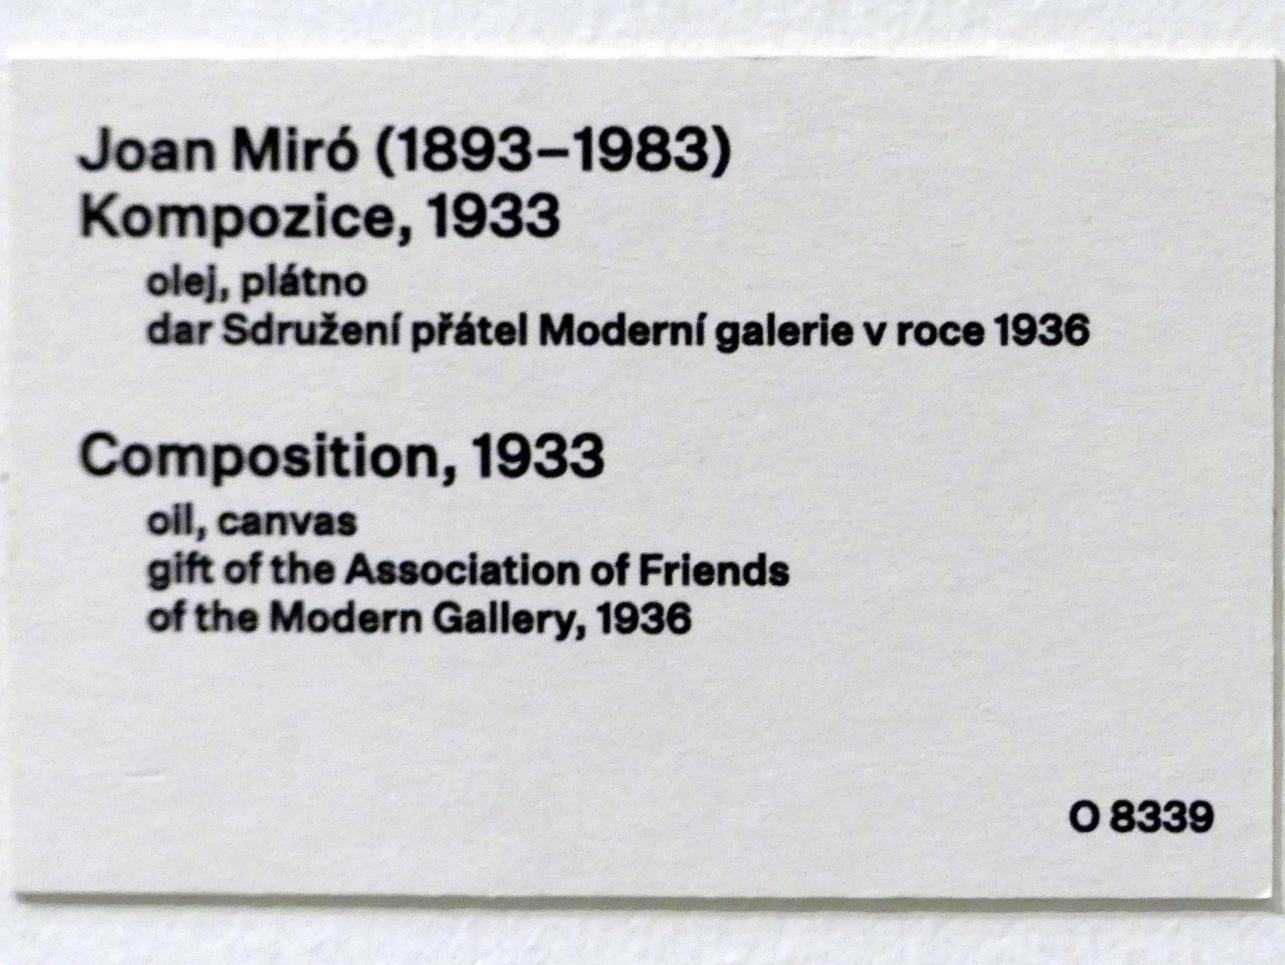 Joan Miró (1893–1983)
Kompozice, 1933
olej, plátno
dar Sdružení přátel Moderní galerie v roce 1936
Composition, 1933
oil, canvas
gift of the Association of Friends
of the Modern Gallery, 1936
O 8339